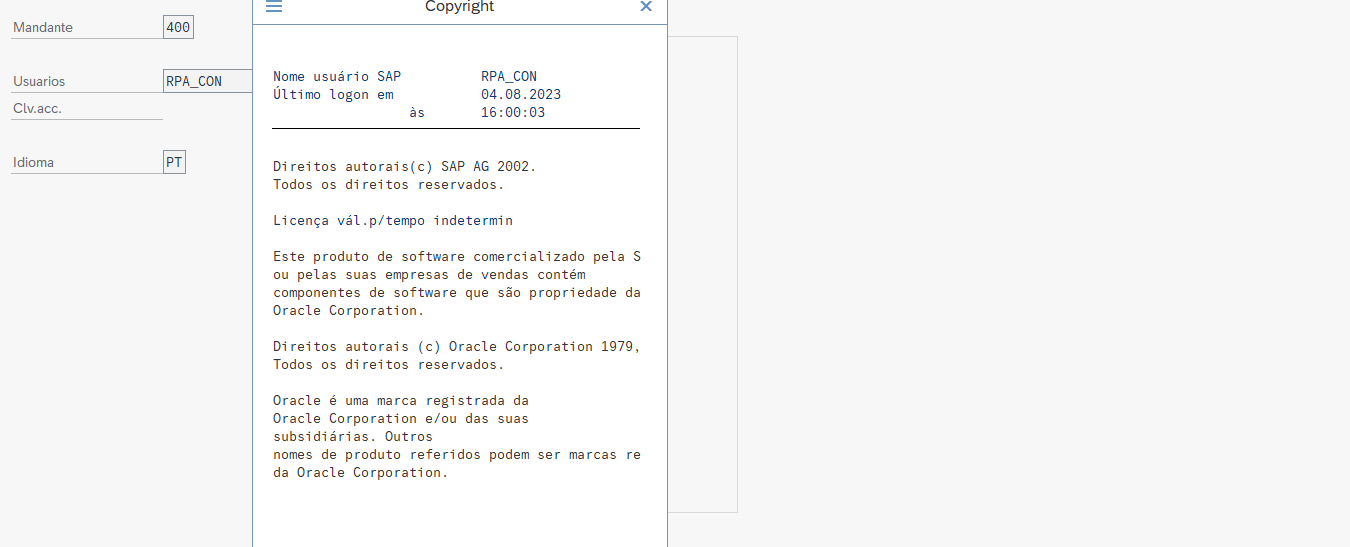 Copyright
Mandante 400
Usuarios RPA_CON
Clv.acc.
Idioma PT
Nome usuário SAP RPA_CON
Último logon em 04.08.2023
às 16:00:03
Direitos autorais(c) SAP AG 2002.
Todos os direitos reservados.
Licença vál.p/tempo indetermin
Este produto de software comercializado pela S
ou pelas suas empresas de vendas contém
componentes de software que são propriedade da
Oracle Corporation.
Direitos autorais (c) Oracle Corporation 1979,
Todos os direitos reservados.
Oracle é uma marca registrada da
Oracle Corporation e/ou das suas
subsidiárias. Outros
nomes de produto referidos podem ser marcas re
da Oracle Corporation.